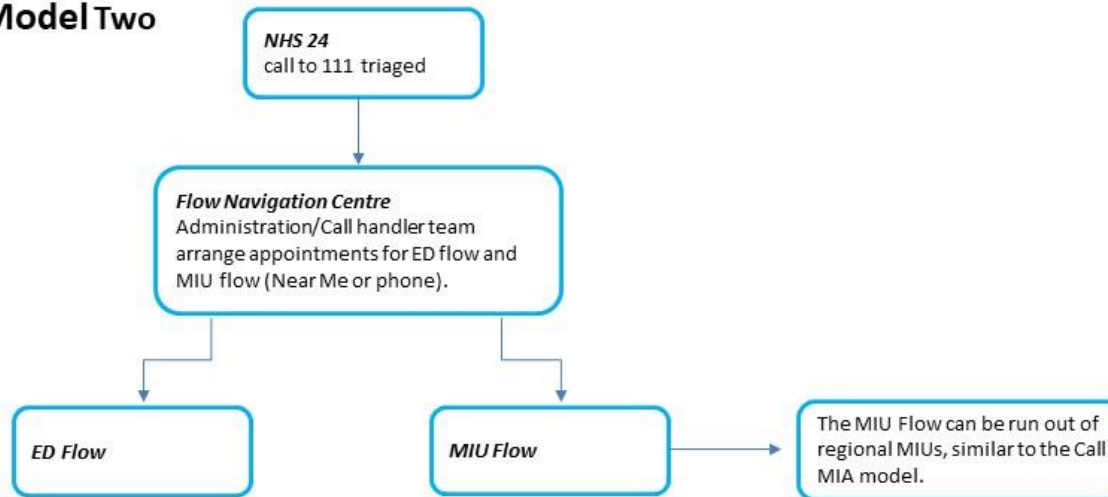 Model Two
NHS 24
call to 111 triaged
Flow Navigation Centre
Administration/Call handler team
arrange appointments for ED flow and
MIU flow (Near Me or phone).
ED Flow
MIU Flow
The MIU Flow can be run out of
regional MIUs, similar to the Call
MIA model.